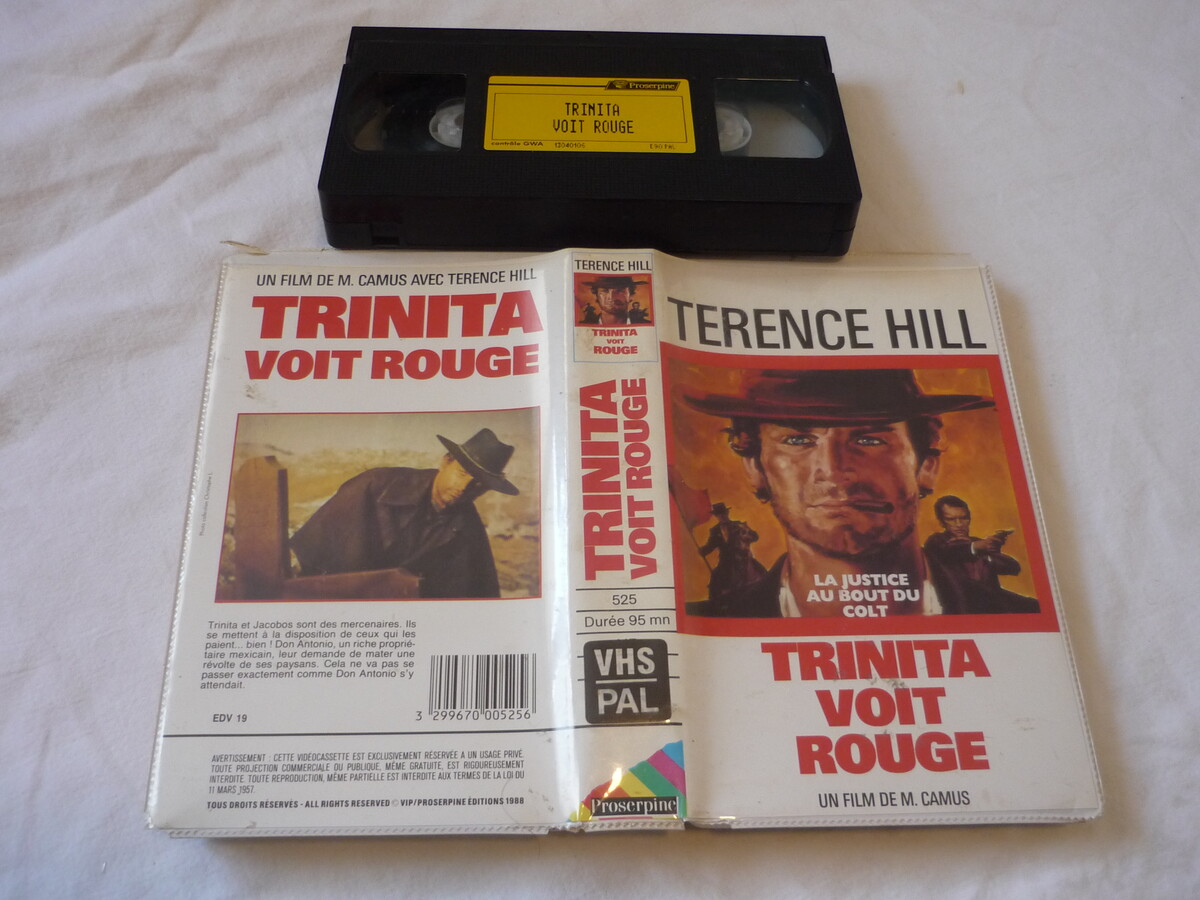 Proserpine
TRINITA
VOIT ROUGE
contrôle GWA 12040106 E90 PAL
UN FILM DE M. CAMUS AVEC TERENCE HILL
TRINITA
VOIT ROUGE
Trinita et Jacobos sont des mercenaires. Ils
se mettent à la disposition de ceux qui les
paient... bien ! Don Antonio, un riche proprié-
taire mexicain, leur demande de mater une
révolte de ses paysans. Cela ne va pas se
passer exactement comme Don Antonio s'y
attendait.
EDV 19
3 299670 005256
AVERTISSEMENT : CETTE VIDÉOCASSETTE EST EXCLUSIVEMENT RÉSERVÉE A UN USAGE PRIVÉ.
TOUTE PROJECTION COMMERCIALE OU PUBLIQUE, MÊME GRATUITE, EST RIGOUREUSEMENT
INTERDITE. TOUTE REPRODUCTION, MÊME PARTIELLE EST INTERDITE AUX TERMES DE LA LOI DU
11 MARS 1957.
TOUS DROITS RÉSERVÉS - ALL RIGHTS RESERVED © VIP/PROSERPINE ÉDITIONS 1988
TERENCE HILL
TRINITA
VOIT
ROUGE
TRINITA
VOIT ROUGE
525
Durée 95 mn
VHS
PAL
Proserpine
TERENCE HILL
LA JUSTICE
AU BOUT DU
COLT
TRINITA
VOIT
ROUGE
UN FILM DE M. CAMUS